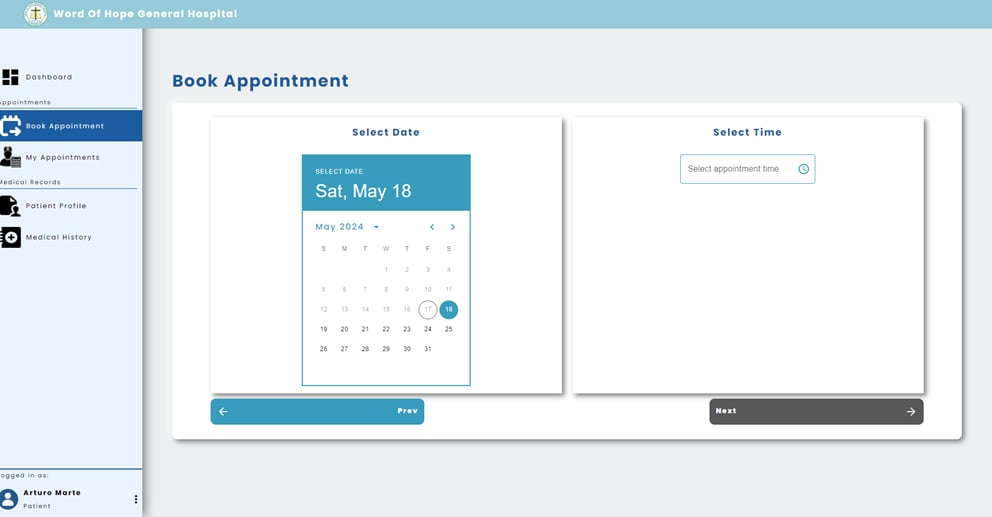 Word Of Hope General Hospital
Dashboard
Appointments
Book Appointment
My Appointments
Medical Records
Patient Profile
Medical History
Logged in as:
Arturo Marte
Patient
Book Appointment
Select Date
SELECT DATE
Sat, May 18
May 2024
S M T W T F S
1 2 3 4
5 6 7 8 9 10 11
12 13 14 15 16 17 18
19 20 21 22 23 24 25
26 27 28 29 30 31
Prev
Select Time
Select appointment time
Next